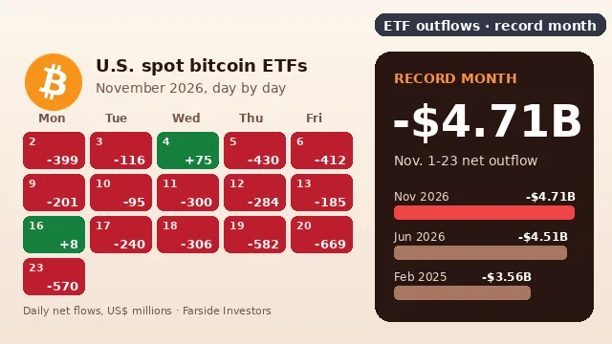 ETF outflows · record month
U.S. spot bitcoin ETFs
November 2026, day by day
Mon Tue Wed Thu Fri
2 3 4 5 6
-399 -116 +75 -430 -412
9 10 11 12 13
-201 -95 -300 -284 -185
16 17 18 19 20
+8 -240 -306 -582 -669
23
-570
Daily net flows, US$ millions · Farside Investors
RECORD MONTH
-$4.71B
Nov. 1-23 net outflow
Nov 2026 -$4.71B
Jun 2026 -$4.51B
Feb 2025 -$3.56B